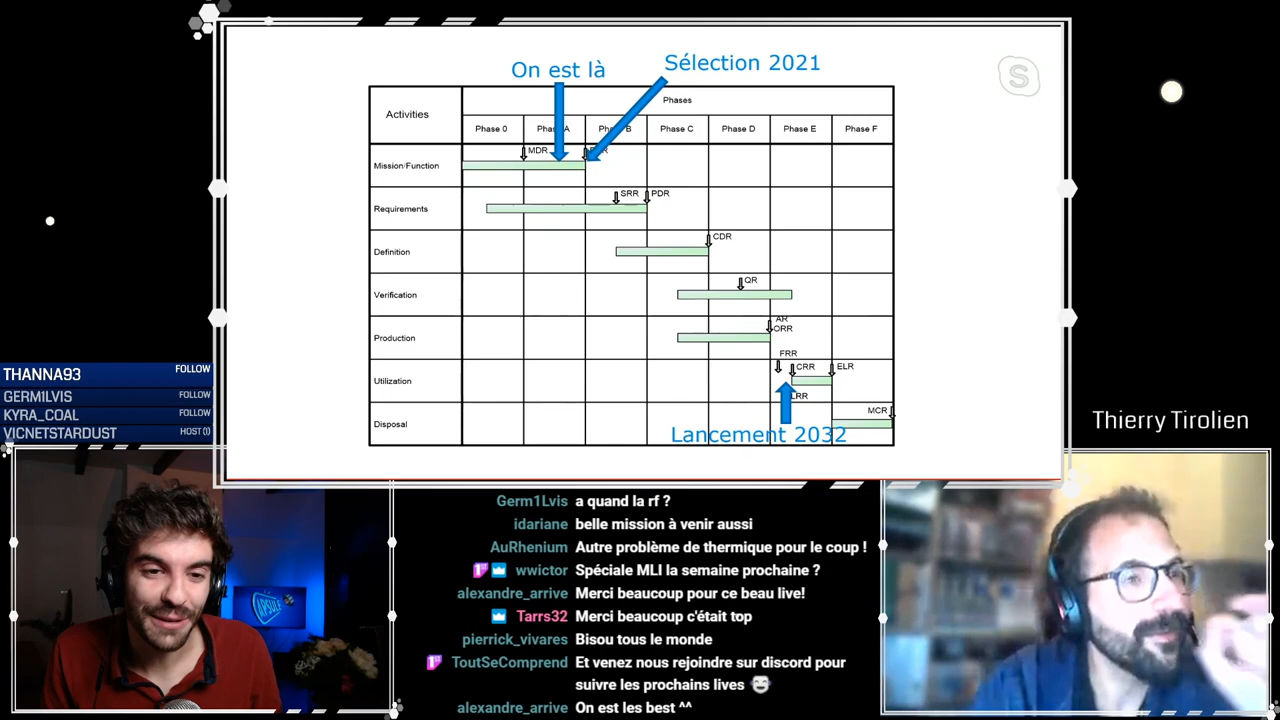 On est là
Sélection 2021
S
Activities
Phases
Phase 0
Phase C
Phase D
Phase E
Phase F
Mission/Function
MDR
Requirements
SRR
PDR
Definition
CDR
Verification
QR
Production
AR
ORR
Utilization
FRR
CRR
ELR
LRR
Disposal
MCR
Lancement 2032
THANNA93 FOLLOW
GERM1LVIS FOLLOW
KYRA_COAL FOLLOW
VICNETSTARDUST HOST (1)
Thierry Tirolien
Germ1Lvis a quand la rf ?
idariane belle mission à venir aussi
AuRhenium Autre problème de thermique pour le coup !
wwictor Spéciale MLI la semaine prochaine ?
alexandre_arrive Merci beaucoup pour ce beau live!
Tarrs32 Merci beaucoup c'était top
pierrick_vivares Bisou tous le monde
ToutSeComprend Et venez nous rejoindre sur discord pour
suivre les prochains lives
alexandre_arrive On est les best ^^